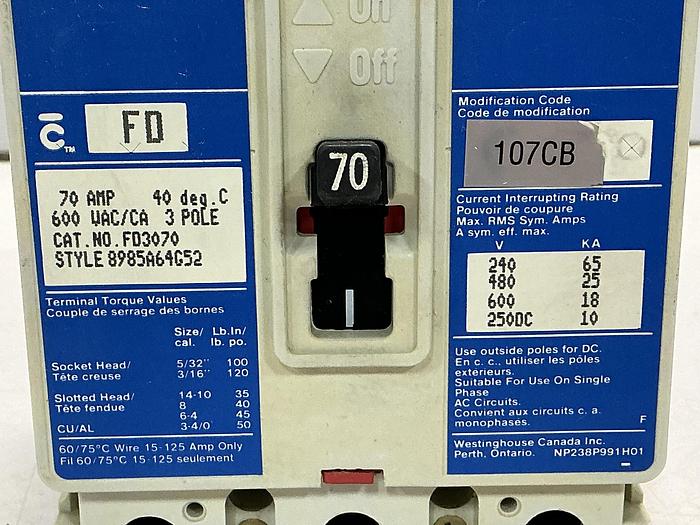 On
Off
C™
FD
70 AMP 40 deg.C
600 VAC/CA 3 POLE
CAT.NO.FD3070
STYLE 8985A64G52
Terminal Torque Values
Couple de serrage des bornes
Size/ Lb.In/
cal. lb. po.
Socket Head/ 5/32" 100
Tête creuse 3/16" 120
Slotted Head/ 14-10 35
Tête fendue 8 40
6-4 45
CU/AL 3-4/0 50
60/75°C Wire 15-125 Amp Only
Fil 60/75°C 15-125 seulement
70
Modification Code
Code de modification
107CB
Current Interrupting Rating
Pouvoir de coupure
Max. RMS Sym. Amps
A sym. eff. max.
V KA
240 65
480 25
600 18
250DC 10
Use outside poles for DC.
En c. c., utiliser les pôles
extérieurs.
Suitable For Use On Single
Phase
AC Circuits.
Convient aux circuits c. a.
monophasés. F
Westinghouse Canada Inc.
Perth, Ontario. NP238P991H01